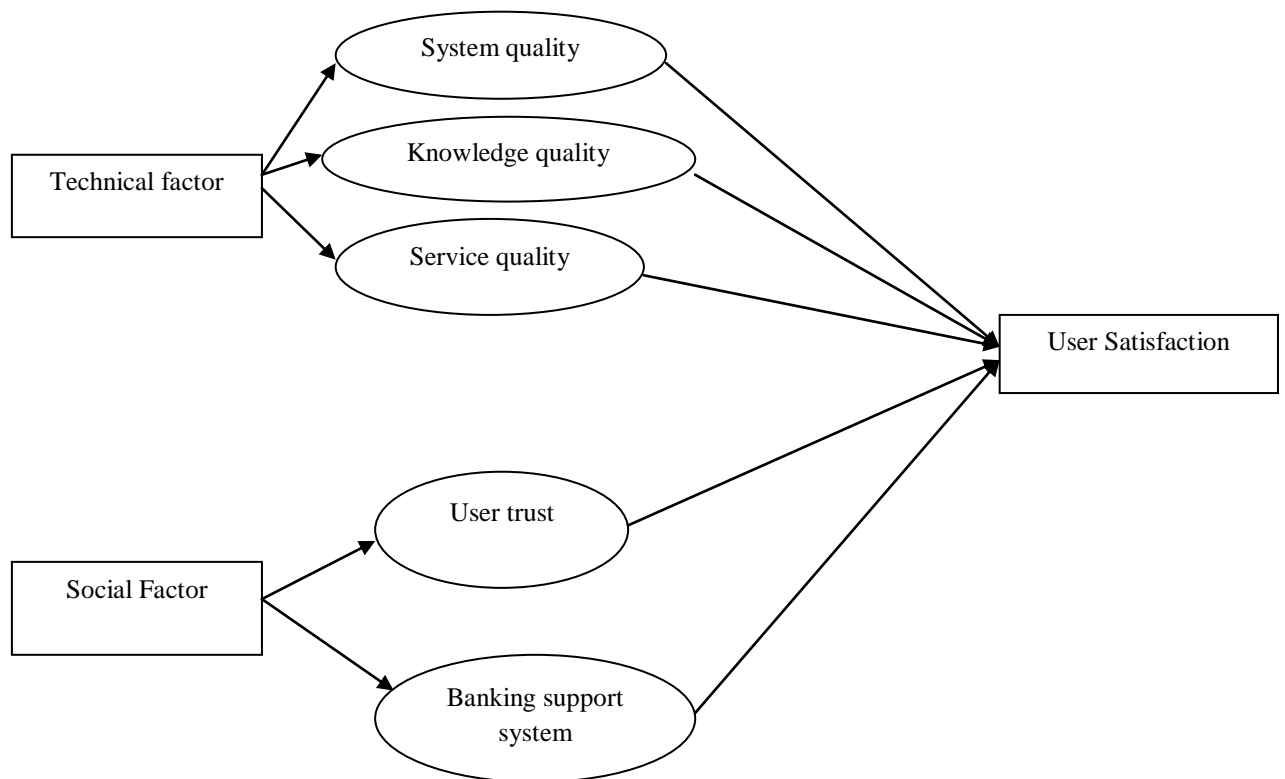 System quality
Knowledge quality
Technical factor
Service quality
User Satisfaction
User trust
Social Factor
Banking support
system